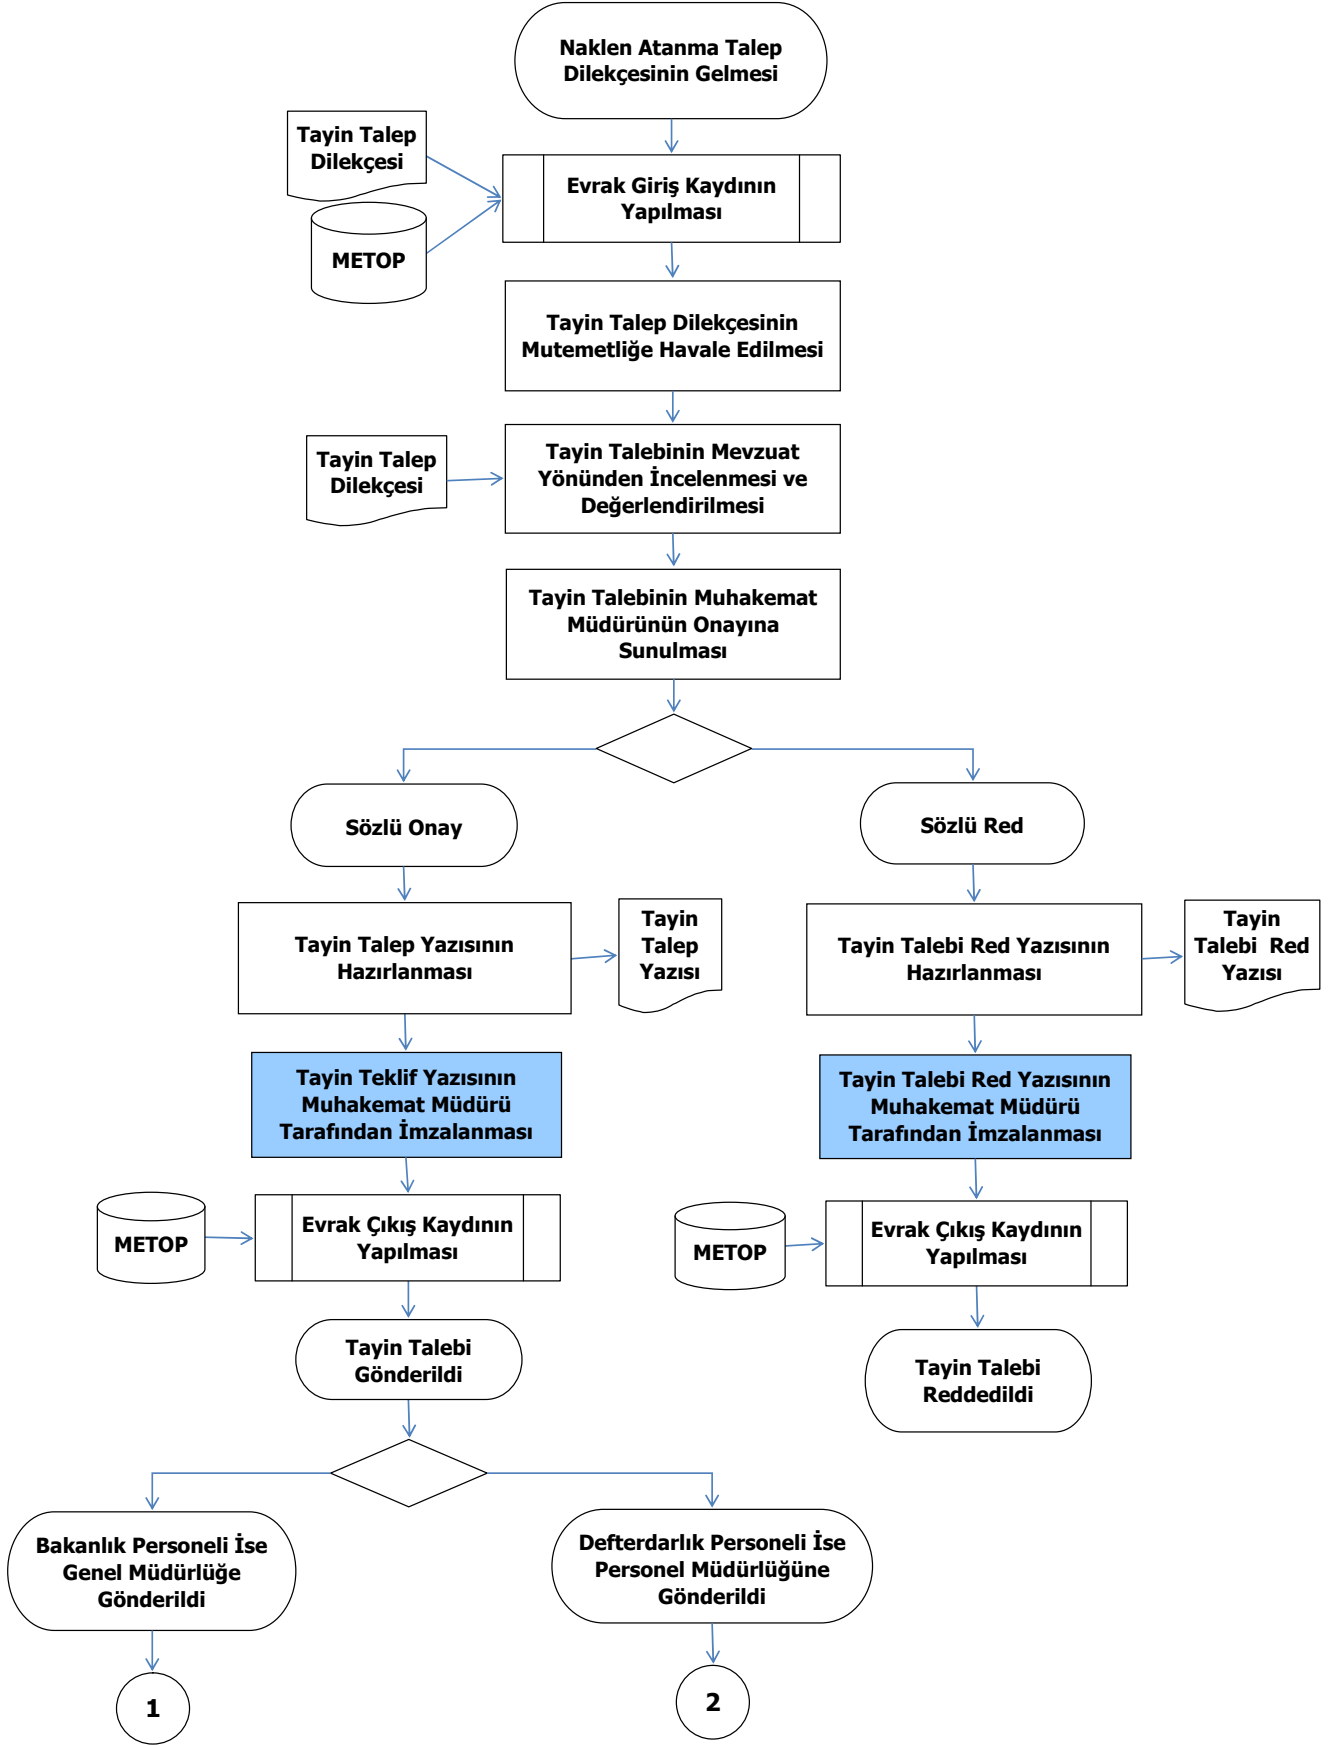 Naklen Atanma Talep
Dilekçesinin Gelmesi
Tayin Talep
Dilekçesi
Evrak Giriş Kaydının
Yapılması
METOP
Tayin Talep Dilekçesinin
Mutemetliğe Havale Edilmesi
Tayin Talep
Dilekçesi
Tayin Talebinin Mevzuat
Yönünden İncelenmesi ve
Değerlendirilmesi
Tayin Talebinin Muhakemat
Müdürünün Onayına
Sunulması
Sözlü Onay
Sözlü Red
Tayin Talep Yazısının
Hazırlanması
Tayin
Talep
Yazısı
Tayin Talebi Red Yazısının
Hazırlanması
Tayin
Talebi  Red
Yazısı
Tayin Teklif Yazısının
Muhakemat Müdürü
Tarafından İmzalanması
Tayin Talebi Red Yazısının
Muhakemat Müdürü
Tarafından İmzalanması
METOP
Evrak Çıkış Kaydının
Yapılması
METOP
Evrak Çıkış Kaydının
Yapılması
Tayin Talebi
Gönderildi
Tayin Talebi
Reddedildi
Bakanlık Personeli İse
Genel Müdürlüğe
Gönderildi
Defterdarlık Personeli İse
Personel Müdürlüğüne
Gönderildi
1
2